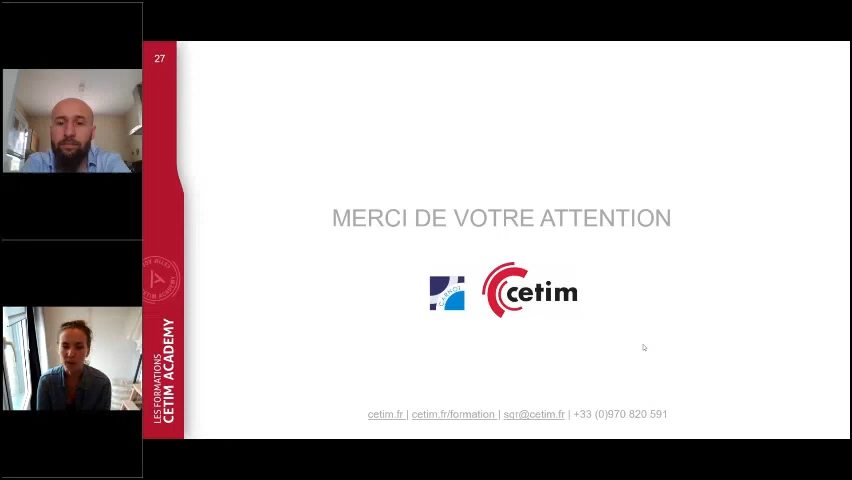 27
MERCI DE VOTRE ATTENTION
CARNOT
cetim
LES FORMATIONS
CETIM ACADEMY
cetim.fr | cetim.fr/formation | sqr@cetim.fr | +33 (0)970 820 591